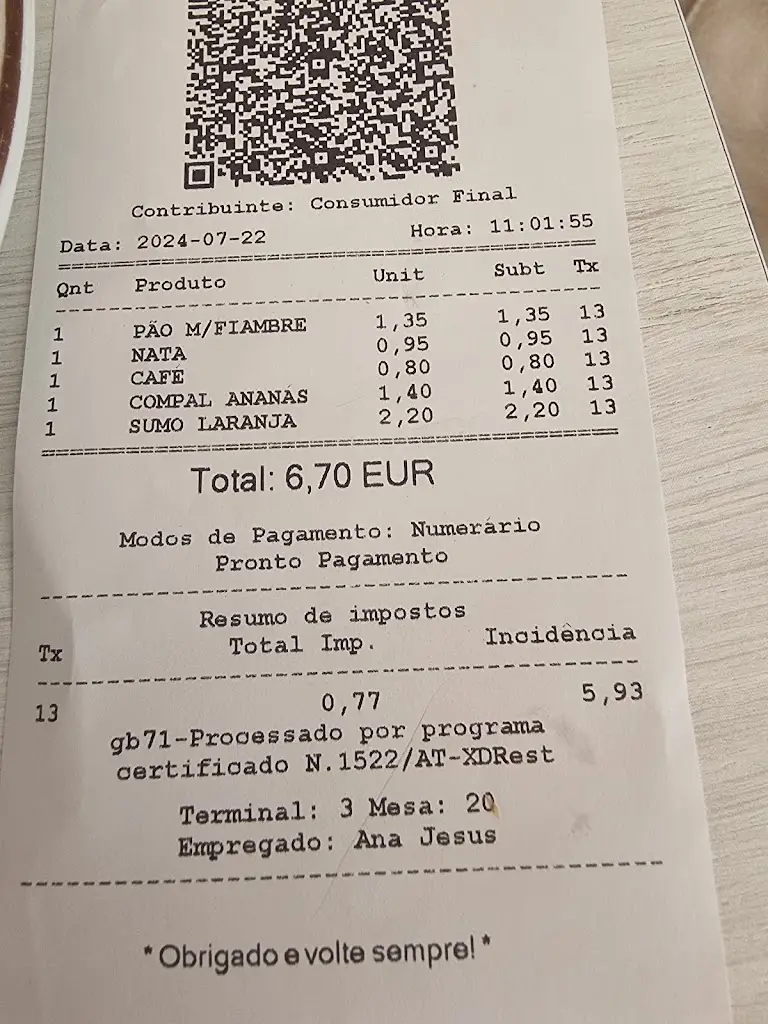 Contribuinte: Consumidor Final
Data: 2024-07-22 Hora: 11:01:55
Qnt Produto Unit Subt Tx
1 PÃO M/FIAMBRE 1,35 1,35 13
1 NATA 0,95 0,95 13
1 CAFÉ 0,80 0,80 13
1 COMPAL ANANÁS 1,40 1,40 13
1 SUMO LARANJA 2,20 2,20 13
Total: 6,70 EUR
Modos de Pagamento: Numerário
Pronto Pagamento
Resumo de impostos
Tx Total Imp. Incidência
13 0,77 5,93
gb71-Processado por programa
certificado N.1522/AT-XDRest
Terminal: 3 Mesa: 20
Empregado: Ana Jesus
*Obrigado e volte sempre!*